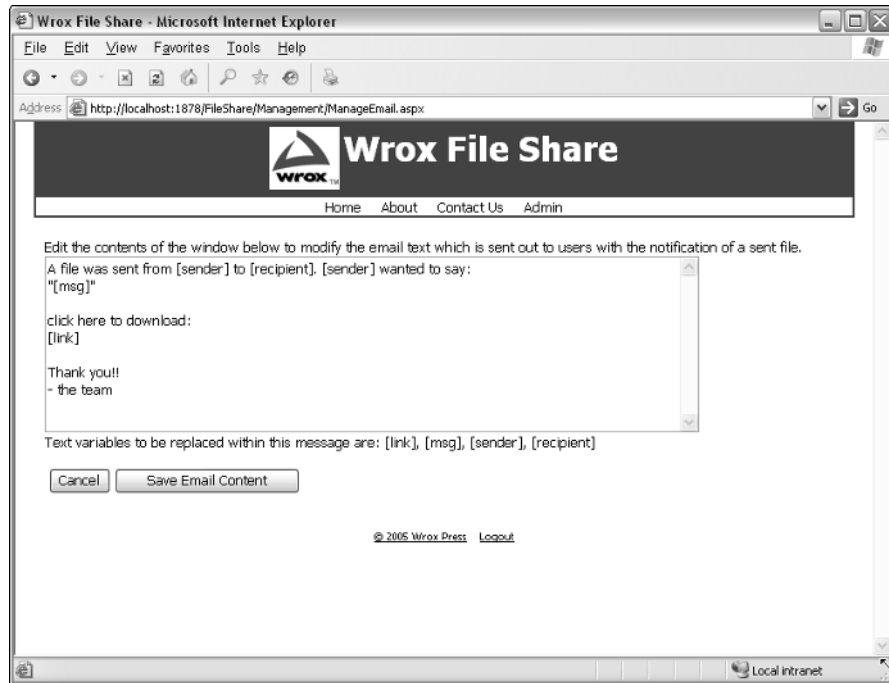 Wrox File Share - Microsoft Internet Explorer
File Edit View Favorites Tools Help
Address http://localhost:1878/FileShare/Management/ManageEmail.aspx Go
wrox TM
Wrox File Share
Home About Contact Us Admin
Edit the contents of the window below to modify the email text which is sent out to users with the notification of a sent file.
A file was sent from [sender] to [recipient]. [sender] wanted to say:
"[msg]"
click here to download:
[link]
Thank you!!
- the team
Text variables to be replaced within this message are: [link], [msg], [sender], [recipient]
Cancel Save Email Content
© 2005 Wrox Press Logout
Local intranet